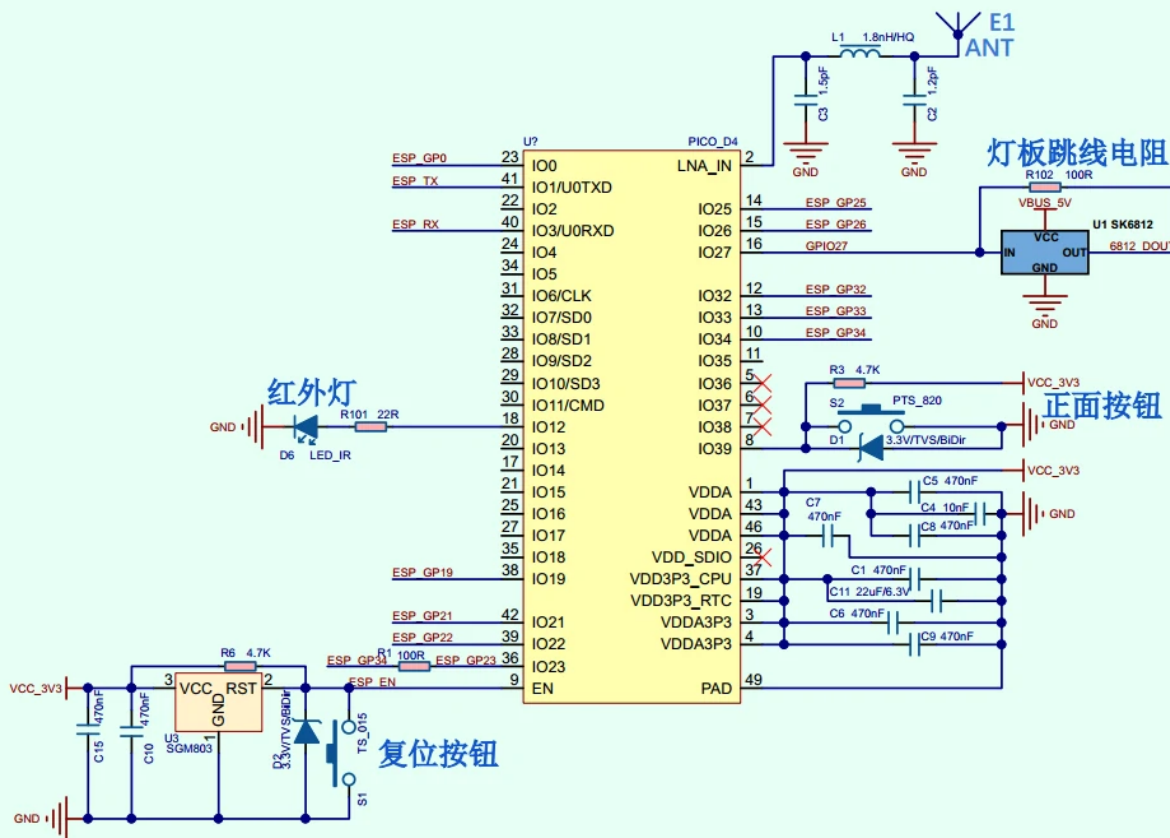 E1
ANT
L1 1.8nH/HQ
C3 1.5pF
C2 1.2pF
GND
GND
U?
PICO_D4
灯板跳线电阻
R102 100R
VBUS_5V
U1 SK6812
VCC
IN
OUT
GND
6812_DOUT
GND
ESP_GP0 23 IO0
ESP_TX 41 IO1/U0TXD
22 IO2
ESP_RX 40 IO3/U0RXD
24 IO4
34 IO5
31 IO6/CLK
32 IO7/SD0
33 IO8/SD1
28 IO9/SD2
29 IO10/SD3
30 IO11/CMD
18 IO12
20 IO13
17 IO14
21 IO15
25 IO16
27 IO17
35 IO18
ESP_GP19 38 IO19
ESP_GP21 42 IO21
ESP_GP22 39 IO22
ESP_GP34 R1 100R ESP_GP23 36 IO23
ESP_EN 9 EN
LNA_IN 2
IO25 14 ESP_GP25
IO26 15 ESP_GP26
IO27 16 GPIO27
IO32 12 ESP_GP32
IO33 13 ESP_GP33
IO34 10 ESP_GP34
IO35 11
IO36 5
IO37 6
IO38 7
IO39 8
VDDA 1
VDDA 43
VDDA 46
VDD_SDIO 26
VDD3P3_CPU 37
VDD3P3_RTC 19
VDDA3P3 3
VDDA3P3 4
PAD 49
红外灯
GND
D6 LED_IR
R101 22R
R3 4.7K
VCC_3V3
S2 PTS_820
正面按钮
GND
D1 3.3V/TVS/BiDir
VCC_3V3
C5 470nF
C7 470nF
C4 10nF
GND
C8 470nF
C1 470nF
C11 22uF/6.3V
C6 470nF
C9 470nF
R6 4.7K
VCC_3V3
3 VCC RST 2
GND
1
U3
SGM803
C15 470nF
C10 470nF
D2 3.3V/TVS/BiDir
TS_015
S1
复位按钮
GND